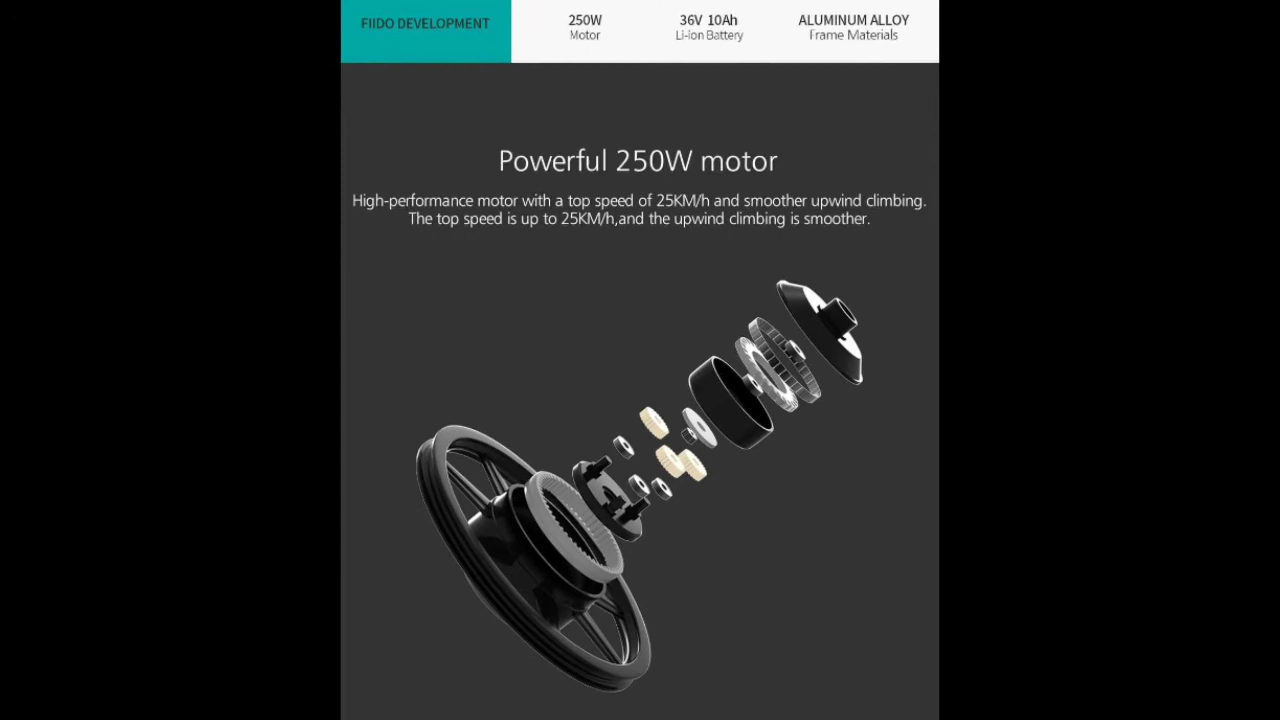 FIIDO DEVELOPMENT
250W
Motor
36V 10Ah
Li-ion Battery
ALUMINUM ALLOY
Frame Materials
Powerful 250W motor
High-performance motor with a top speed of 25KM/h and smoother upwind climbing.
The top speed is up to 25KM/h,and the upwind climbing is smoother.